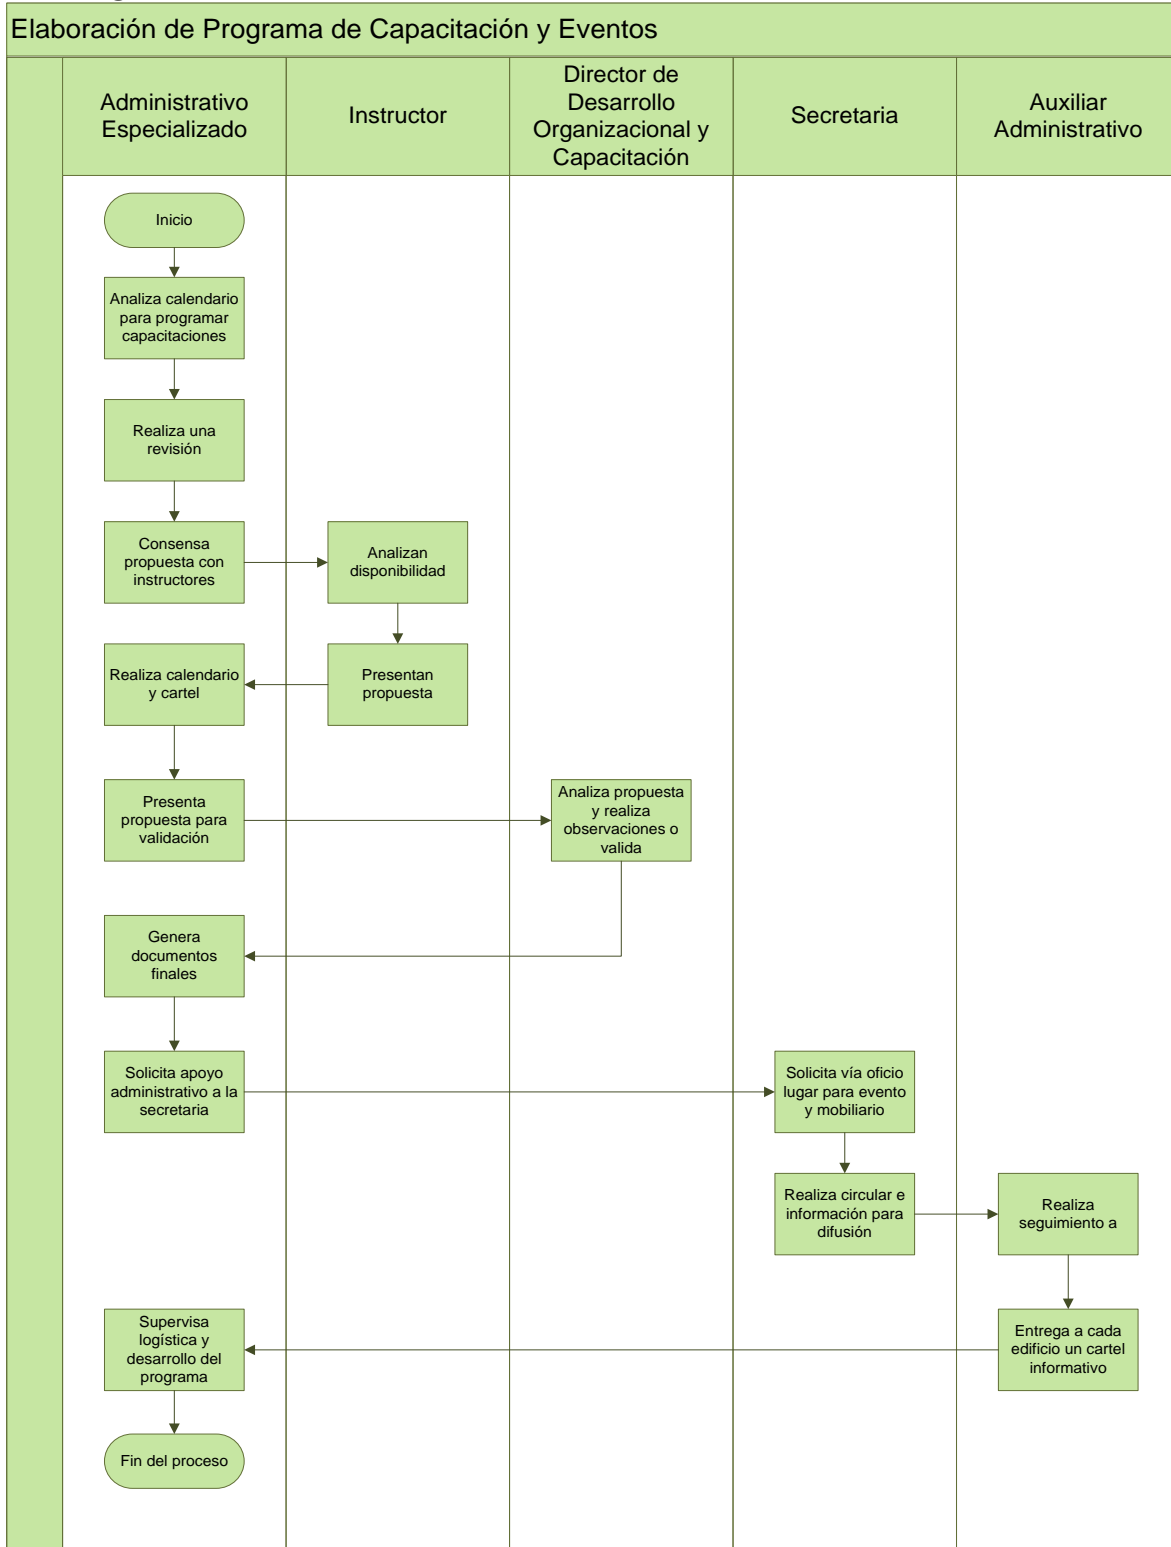 Elaboración de Programa de Capacitación y Eventos
Administrativo
Especializado
Instructor
Director de
Desarrollo
Organizacional y
Capacitación
Secretaria
Auxiliar
Administrativo
Inicio
Analiza calendario
para programar
capacitaciones
Realiza una
revisión
Consensa
propuesta con
instructores
Analizan
disponibilidad
Realiza calendario
y cartel
Presentan
propuesta
Presenta
propuesta para
validación
Analiza propuesta
y realiza
observaciones o
valida
Genera
documentos
finales
Solicita apoyo
administrativo a la
secretaria
Solicita vía oficio
lugar para evento
y mobiliario
Realiza circular e
información para
difusión
Realiza
seguimiento a
Supervisa
logística y
desarrollo del
programa
Entrega a cada
edificio un cartel
informativo
Fin del proceso